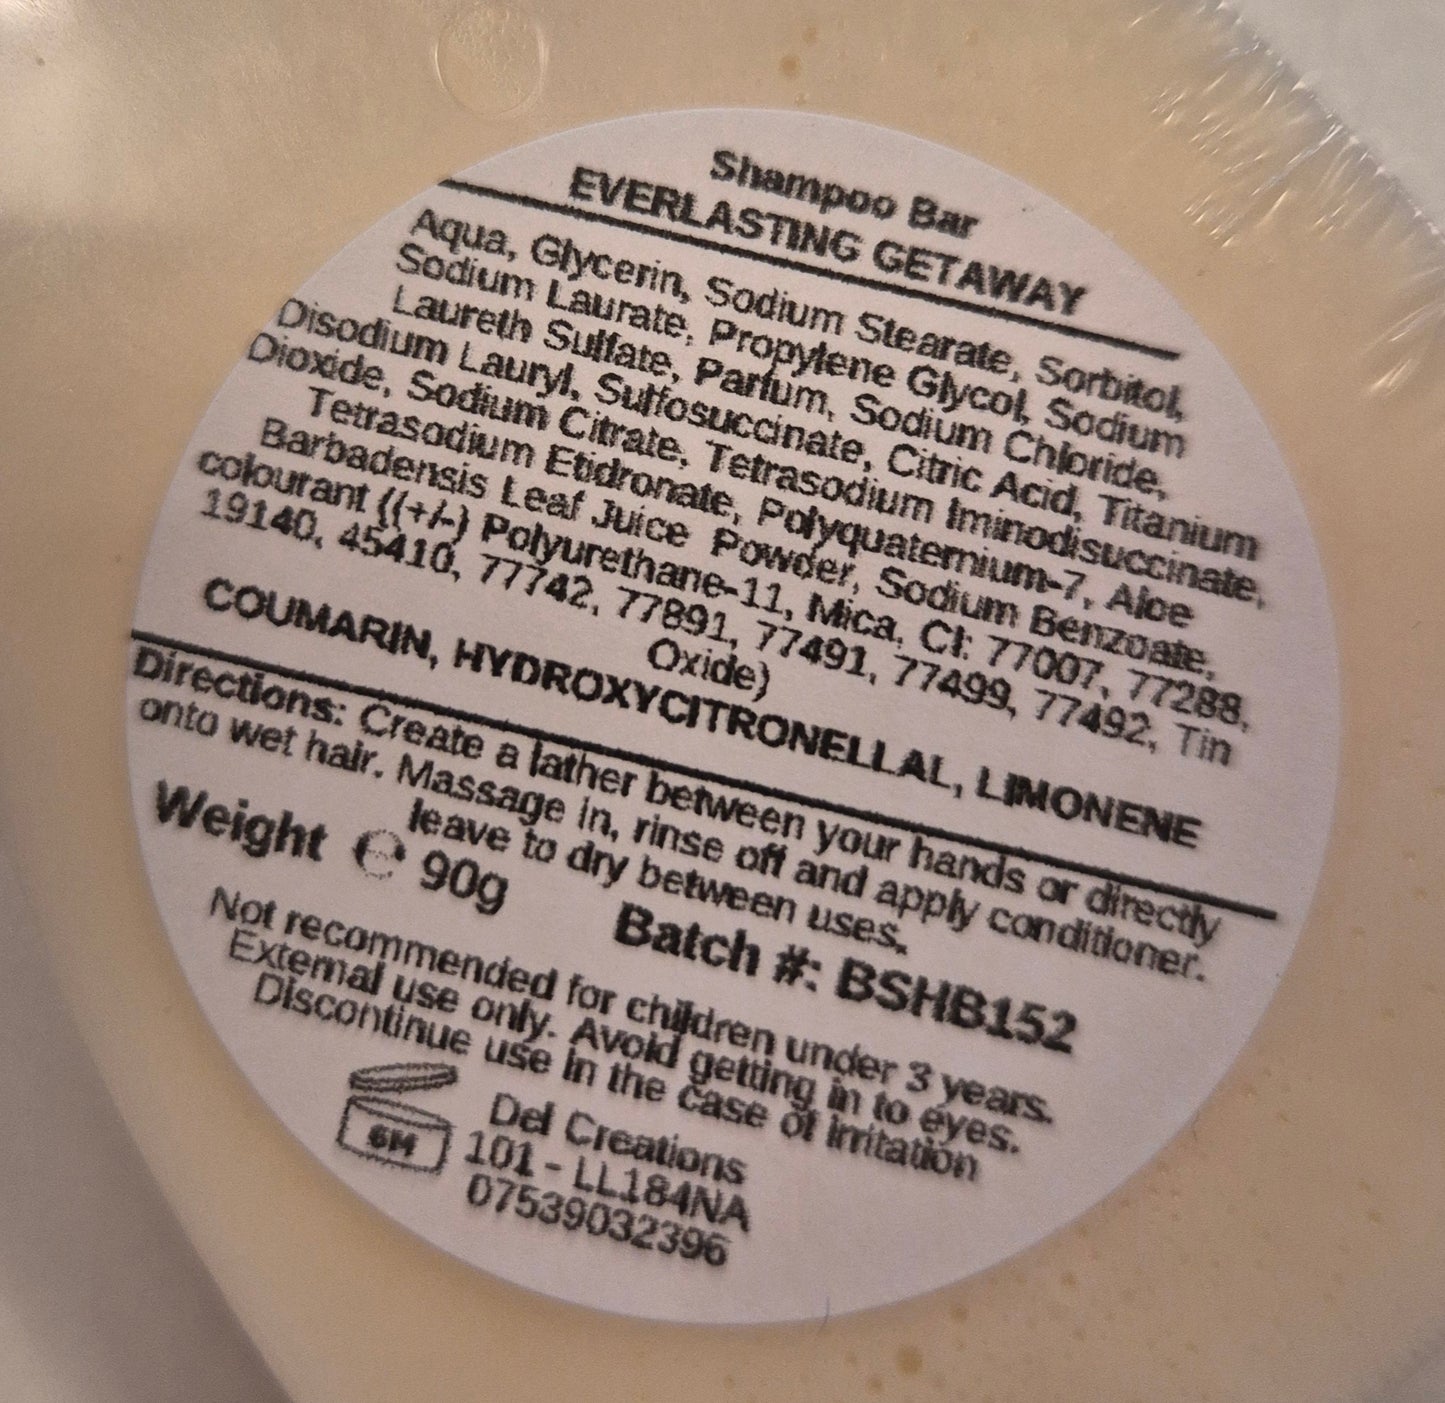 Shampoo Bar
EVERLASTING GETAWAY
Aqua, Glycerin, Sodium Stearate, Sorbitol,
Sodium Laurate, Propylene Glycol, Sodium
Laureth Sulfate, Parfum, Sodium Chloride,
Disodium Lauryl, Sulfosuccinate, Citric Acid, Titanium
Dioxide, Sodium Citrate, Tetrasodium Iminodisuccinate,
Tetrasodium Etidronate, Polyquaternium-7, Aloe
Barbadensis Leaf Juice Powder, Sodium Benzoate,
colourant ((+/-) Polyurethane-11, Mica, CI: 77007, 77288,
19140, 45410, 77742, 77891, 77491, 77499, 77492, Tin
Oxide)
COUMARIN, HYDROXYCITRONELLAL, LIMONENE
Directions: Create a lather between your hands or directly
onto wet hair. Massage in, rinse off and apply conditioner.
leave to dry between uses.
Weight ℮ 90g Batch #: BSHB152
Not recommended for children under 3 years.
External use only. Avoid getting in to eyes.
Discontinue use in the case of irritation
6M
Del Creations
101 - LL184NA
07539032396